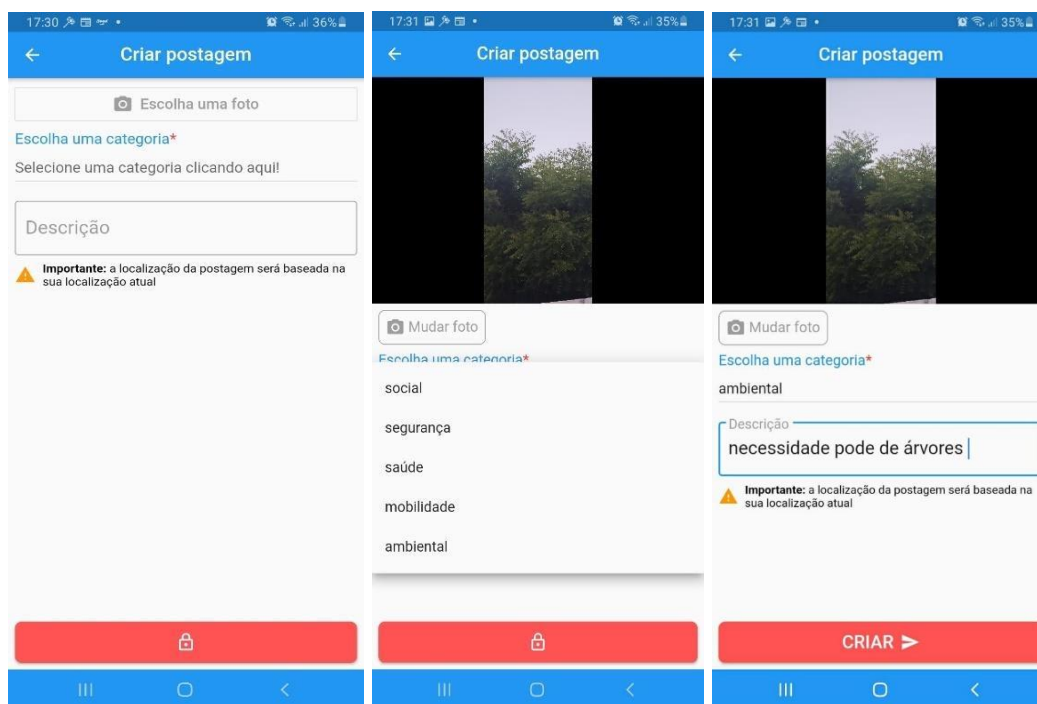 17:30
36%
Criar postagem
Escolha uma foto
Escolha uma categoria*
Selecione uma categoria clicando aqui!
Descrição
Importante: a localização da postagem será baseada na
sua localização atual
17:31
35%
Criar postagem
Mudar foto
Escolha uma categoria*
social
segurança
saúde
mobilidade
ambiental
17:31
35%
Criar postagem
Mudar foto
Escolha uma categoria*
ambiental
Descrição
necessidade pode de árvores
Importante: a localização da postagem será baseada na
sua localização atual
CRIAR